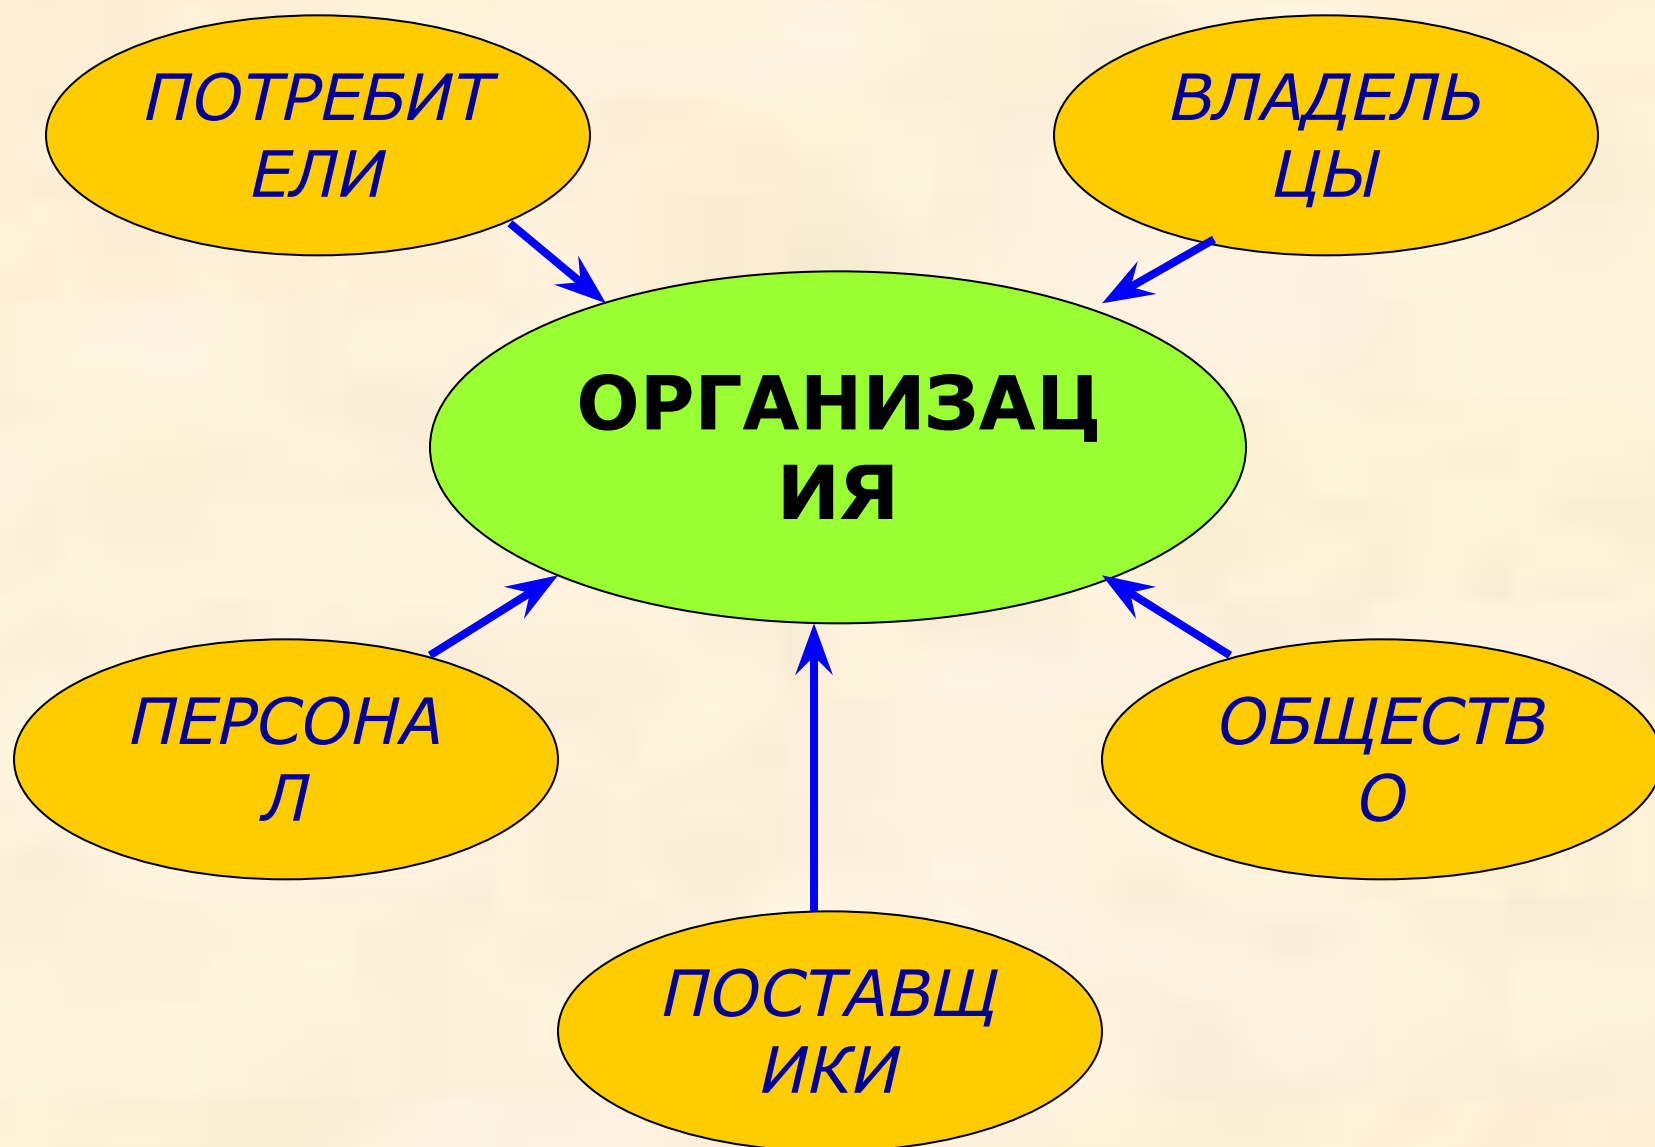 ПОТРЕБИТ
ЕЛИ
ВЛАДЕЛЬ
ЦЫ
ОРГАНИЗАЦ
ИЯ
ПЕРСОНА
Л
ОБЩЕСТВ
О
ПОСТАВЩ
ИКИ